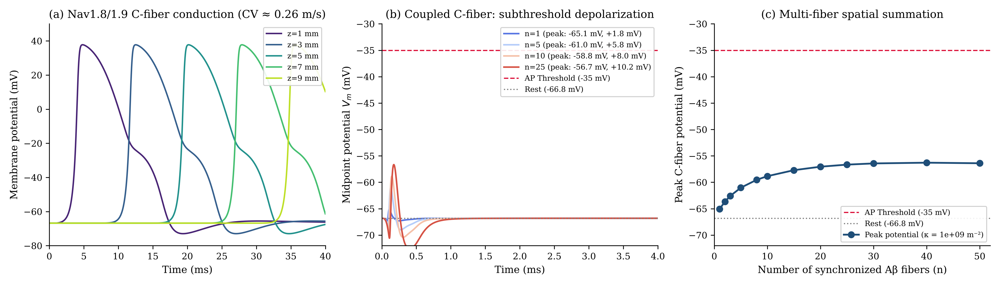 (a) Nav1.8/1.9 C-fiber conduction (CV ≈ 0.26 m/s)
Membrane potential (mV)
40
20
0
−20
−40
−60
−80
z=1 mm
z=3 mm
z=5 mm
z=7 mm
z=9 mm
0 5 10 15 20 25 30 35 40
Time (ms)
(b) Coupled C-fiber: subthreshold depolarization
Midpoint potential Vm (mV)
−30
−35
−40
−45
−50
−55
−60
−65
−70
n=1 (peak: -65.1 mV, +1.8 mV)
n=5 (peak: -61.0 mV, +5.8 mV)
n=10 (peak: -58.8 mV, +8.0 mV)
n=25 (peak: -56.7 mV, +10.2 mV)
AP Threshold (-35 mV)
Rest (-66.8 mV)
0.0 0.5 1.0 1.5 2.0 2.5 3.0 3.5 4.0
Time (ms)
(c) Multi-fiber spatial summation
Peak C-fiber potential (mV)
−30
−35
−40
−45
−50
−55
−60
−65
−70
AP Threshold (-35 mV)
Rest (-66.8 mV)
Peak potential (κ = 1e+09 m⁻²)
0 10 20 30 40 50
Number of synchronized Aβ fibers (n)